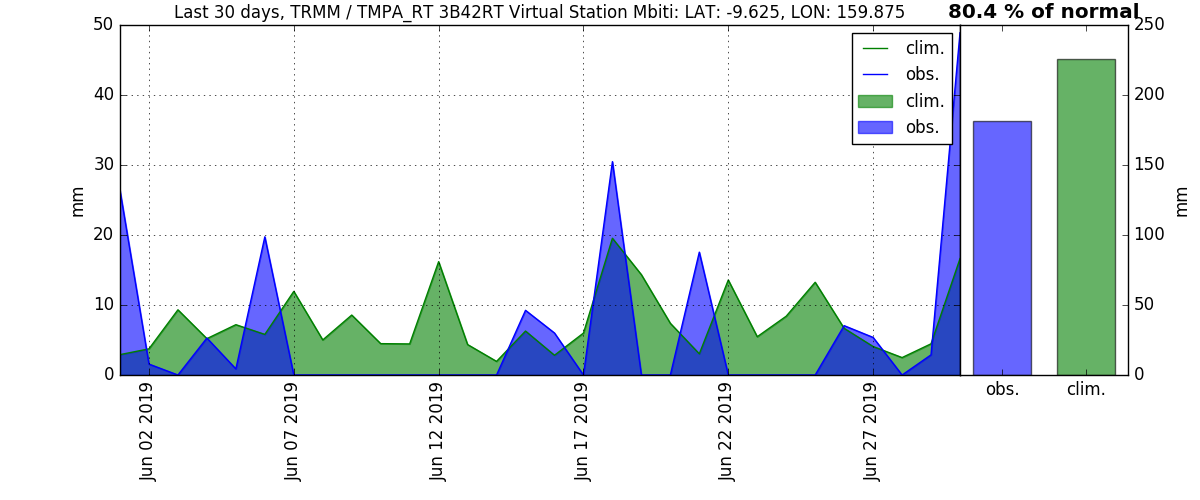 Last 30 days, TRMM / TMPA_RT 3B42RT Virtual Station Mbiti: LAT: -9.625, LON: 159.875
80.4 % of normal
50
40
30
20
10
0
mm
clim.
obs.
clim.
obs.
250
200
150
100
50
0
mm
Jun 02 2019
Jun 07 2019
Jun 12 2019
Jun 17 2019
Jun 22 2019
Jun 27 2019
obs.
clim.